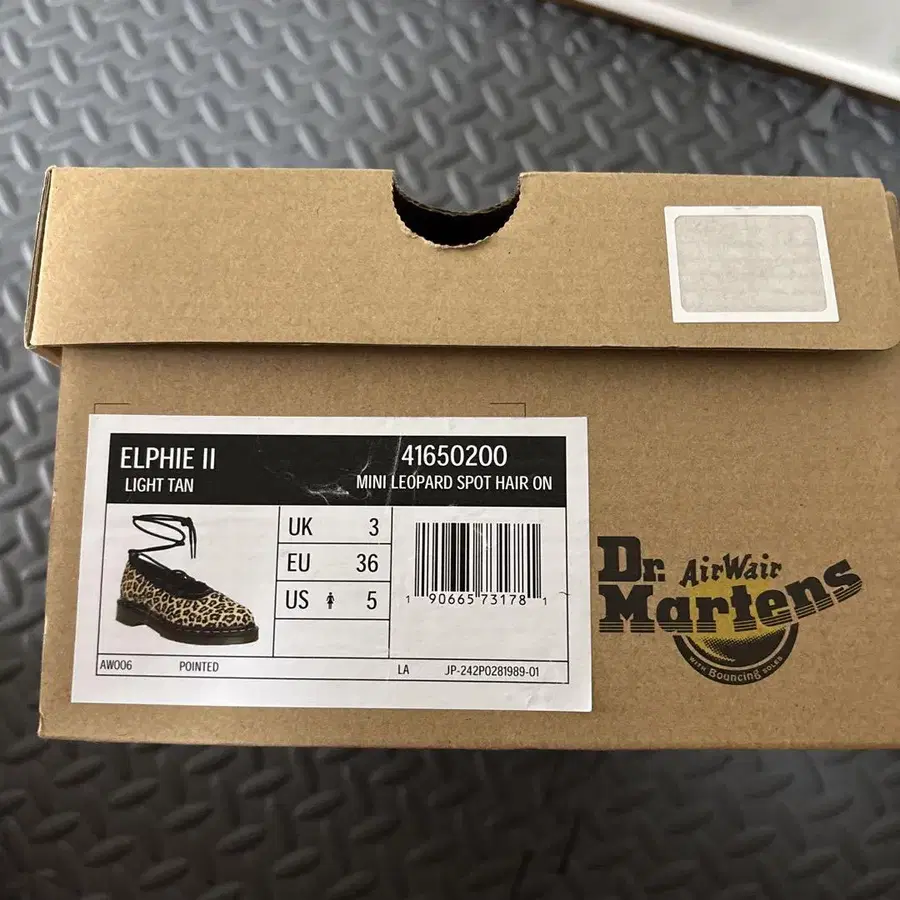 ELPHIE II
LIGHT TAN
41650200
MINI LEOPARD SPOT HAIR ON
UK 3
EU 36
US 5
1 90665 73178 1
AW006 POINTED LA JP-242P0281989-01
Dr. AirWair
Martens
WITH Bouncing SOLES